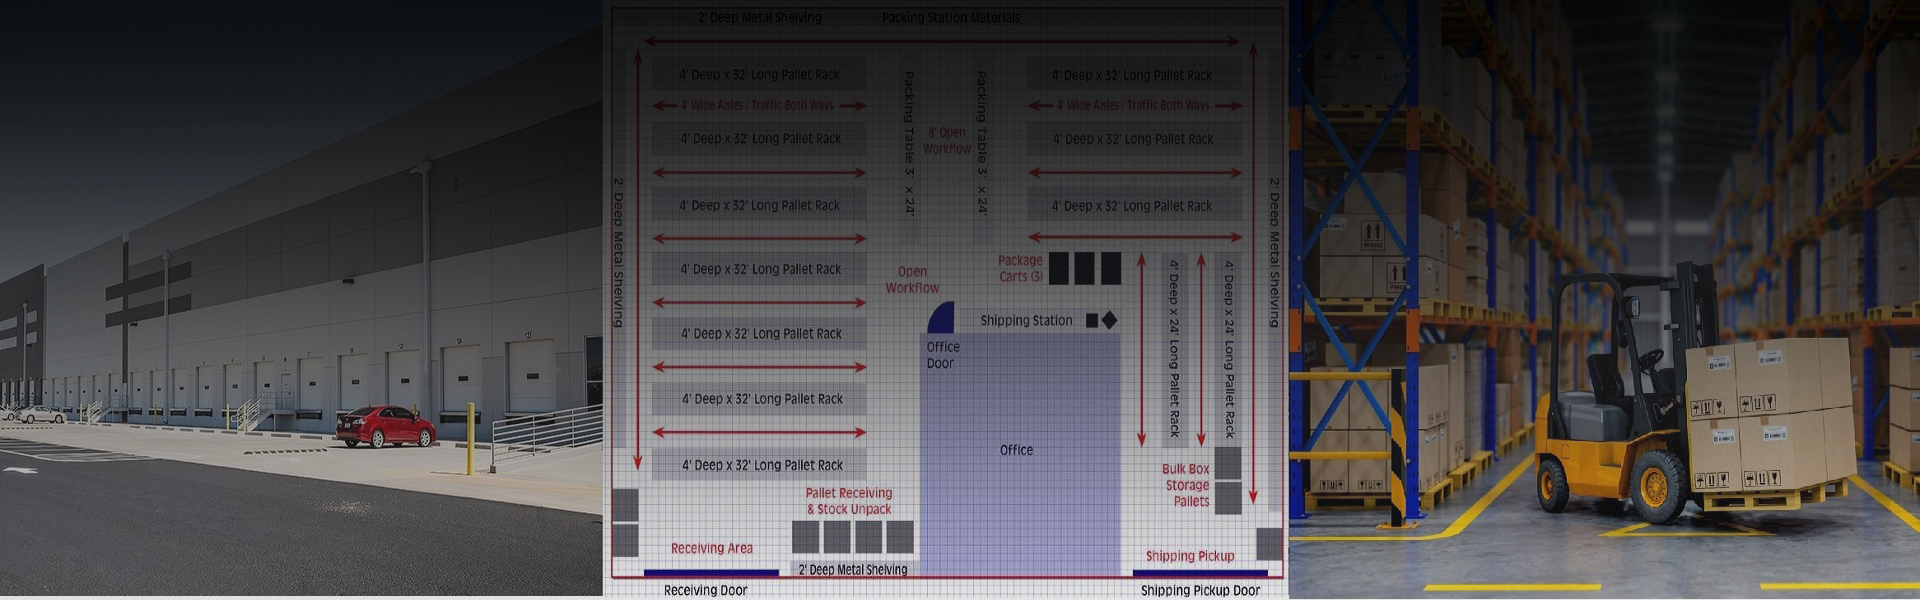 2' Deep Metal Shelving
Packing Station Materials
4' Deep x 32' Long Pallet Rack
4' Wide Aisles / Traffic Both Ways
4' Deep x 32' Long Pallet Rack
4' Deep x 32' Long Pallet Rack
4' Deep x 32' Long Pallet Rack
4' Deep x 32' Long Pallet Rack
4' Deep x 32' Long Pallet Rack
4' Deep x 32' Long Pallet Rack
2' Deep Metal Shelving
Packing Table 3' x 24'
8' Open
Workflow
Packing Table 3' x 24'
4' Deep x 32' Long Pallet Rack
4' Wide Aisles / Traffic Both Ways
4' Deep x 32' Long Pallet Rack
4' Deep x 32' Long Pallet Rack
2' Deep Metal Shelving
Open
Workflow
Package
Carts (3)
Shipping Station
Office
Door
Office
4' Deep x 24' Long Pallet Rack
4' Deep x 24' Long Pallet Rack
Bulk Box
Storage
Pallets
Pallet Receiving
& Stock Unpack
Receiving Area
2' Deep Metal Shelving
Shipping Pickup
Receiving Door
Shipping Pickup Door
FRAGILE